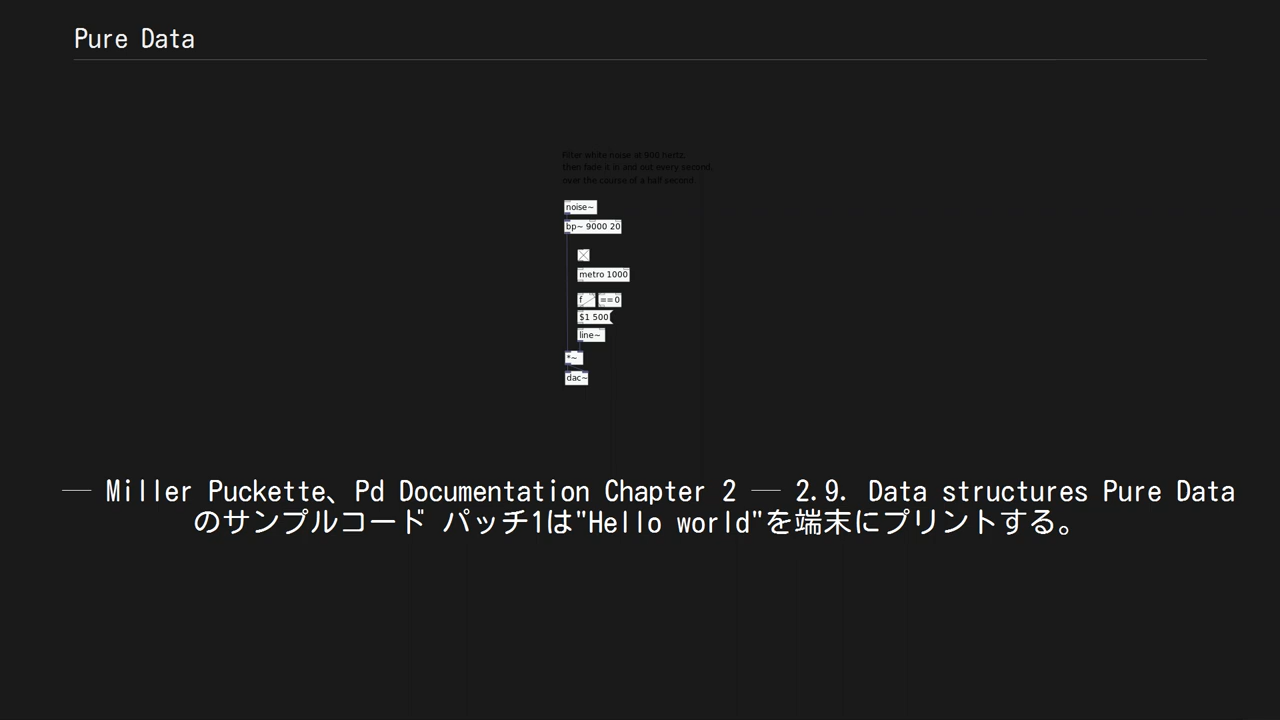 Pure Data
Filter white noise at 900 hertz,
then fade it in and out every second,
over the course of a half second
noise~
bp~ 9000 20
metro 1000
f
==0
$1 500
line~
*~
dac~
— Miller Puckette、Pd Documentation Chapter 2 — 2.9. Data structures Pure Data
のサンプルコード パッチ1は"Hello world"を端末にプリントする。